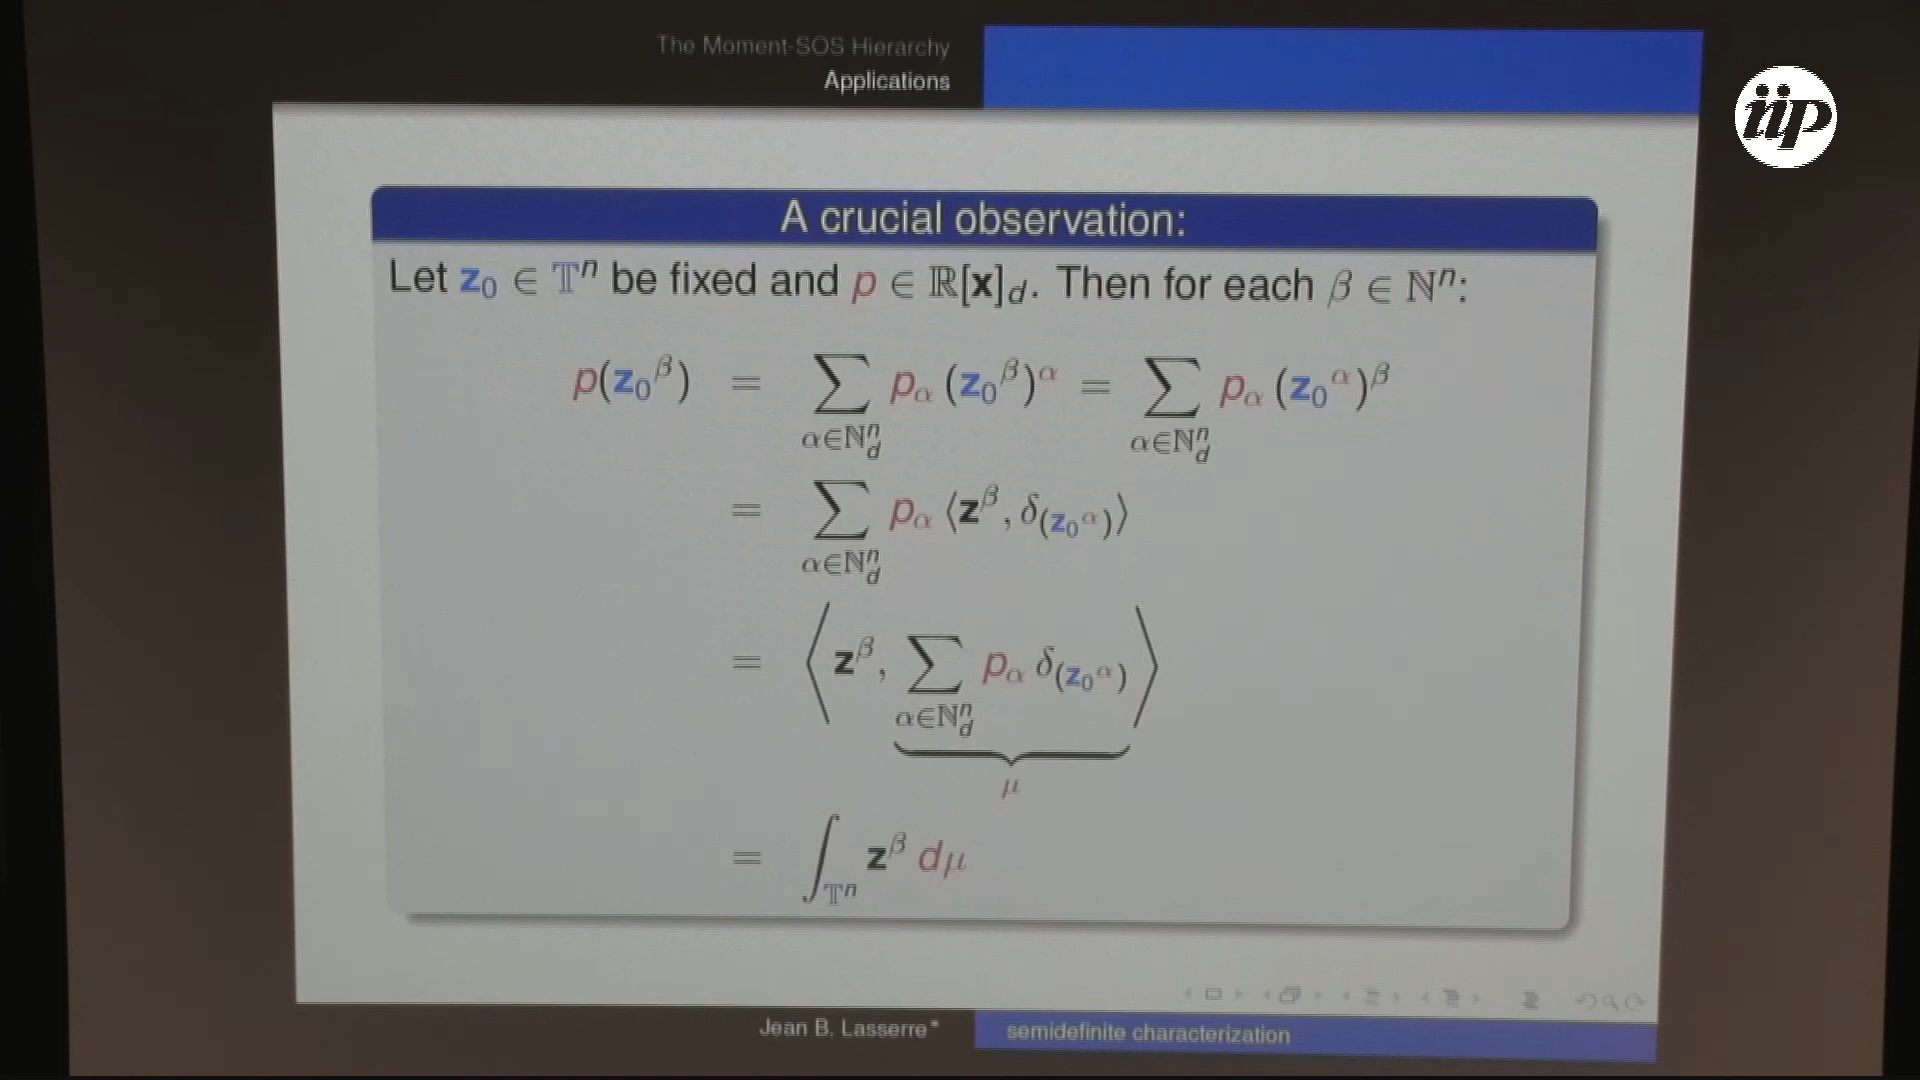 The Moment-SOS Hierarchy
Applications
iip
A crucial observation:
Let z₀ ∈ 𝕋ⁿ be fixed and p ∈ ℝ[x]_d. Then for each β ∈ ℕⁿ:
p(z₀^β) = ∑_{α∈ℕⁿ_d} p_α (z₀^β)^α = ∑_{α∈ℕⁿ_d} p_α (z₀^α)^β
= ∑_{α∈ℕⁿ_d} p_α ⟨z^β, δ_(z₀^α)⟩
= ⟨z^β, ∑_{α∈ℕⁿ_d} p_α δ_(z₀^α)⟩
μ
= ∫_{𝕋ⁿ} z^β dμ
Jean B. Lasserre*
semidefinite characterization